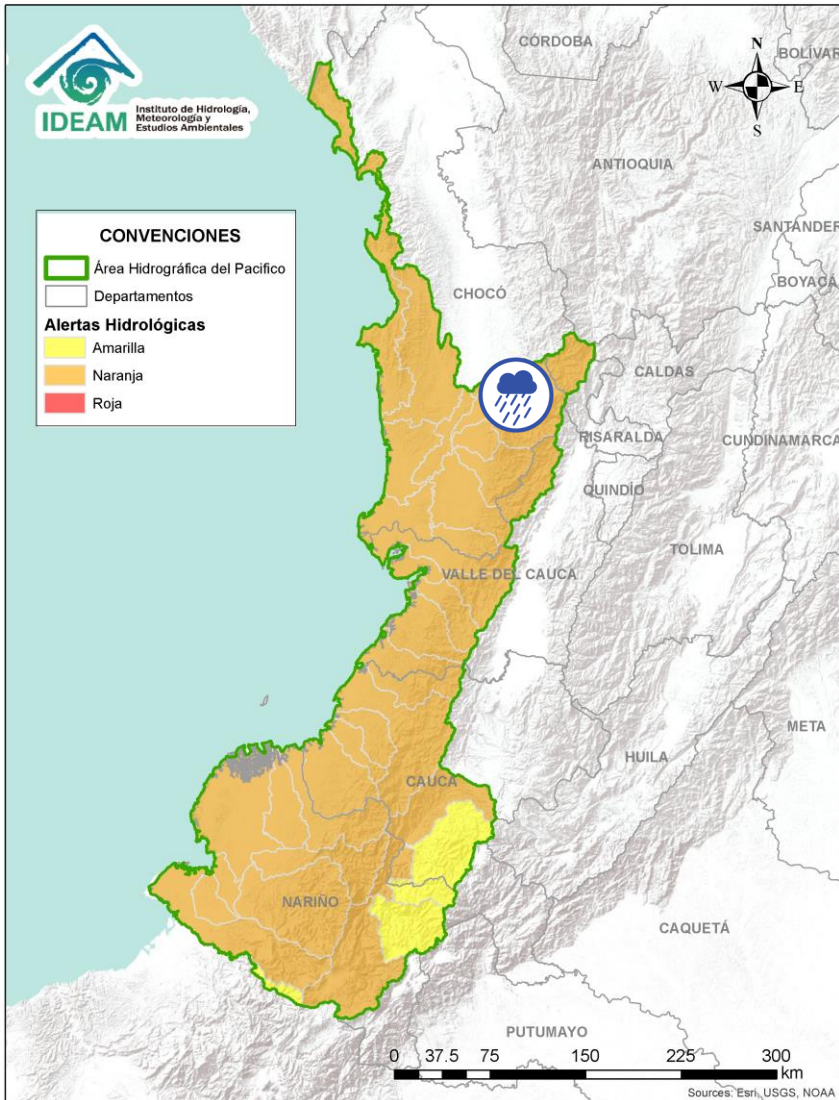 IDEAM
Instituto de Hidrología,
Meteorología y
Estudios Ambientales
CÓRDOBA
BOLÍVAR
N
W E
S
ANTIOQUIA
SANTANDER
BOYACÁ
CONVENCIONES
Área Hidrográfica del Pacifico
Departamentos
Alertas Hidrológicas
Amarilla
Naranja
Roja
CHOCÓ
CALDAS
RISARALDA
CUNDINAMARCA
QUINDÍO
TOLIMA
VALLE DEL CAUCA
META
HUILA
CAUCA
NARIÑO
CAQUETÁ
PUTUMAYO
0 37.5 75 150 225 300
km
Sources: Esri, USGS, NOAA